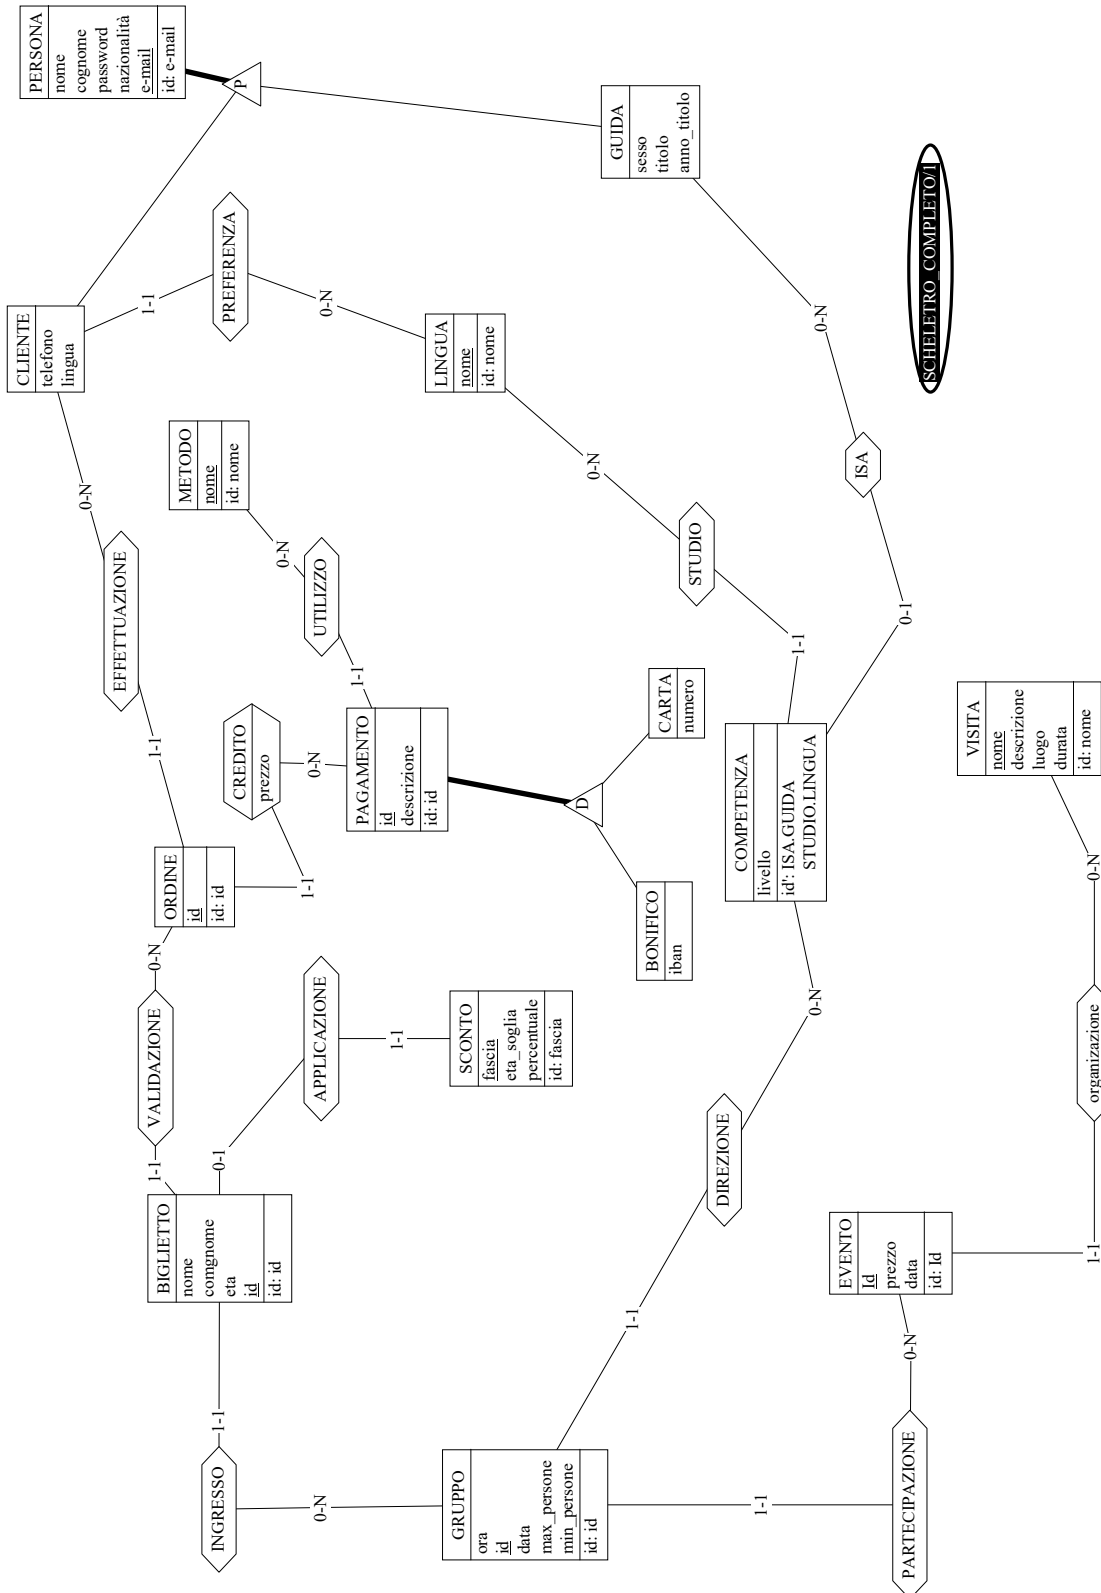 PERSONA
nome
cognome
password
nazionalità
e-mail
id: e-mail
P
CLIENTE
telefono
lingua
1-1
PREFERENZA
0-N
GUIDA
sesso
titolo
anno_titolo
LINGUA
nome
id: nome
0-N
EFFETTUAZIONE
1-1
METODO
nome
id: nome
0-N
UTILIZZO
1-1
0-N
STUDIO
1-1
0-N
ISA
0-1
SCHELETRO_COMPLETO/1
ORDINE
id
id: id
1-1
CREDITO
prezzo
0-N
PAGAMENTO
id
descrizione
id: id
D
CARTA
numero
BONIFICO
iban
COMPETENZA
livello
id': ISA.GUIDA
STUDIO.LINGUA
VISITA
nome
descrizione
luogo
durata
id: nome
0-N
VALIDAZIONE
1-1
APPLICAZIONE
0-1
1-1
SCONTO
fascia
eta_soglia
percentuale
id: fascia
0-N
DIREZIONE
1-1
0-N
organizazione
1-1
BIGLIETTO
nome
comgnome
eta
id
id: id
1-1
INGRESSO
0-N
EVENTO
Id
prezzo
data
id: Id
0-N
PARTECIPAZIONE
1-1
GRUPPO
ora
id
data
max_persone
min_persone
id: id